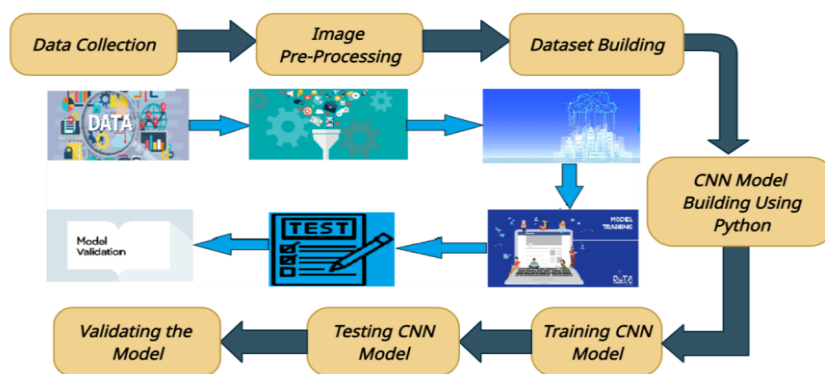 Data Collection
Image
Pre-Processing
Dataset Building
DATA
CNN Model
Building Using
Python
Model
Validation
TEST
MODEL
TRAINING
Validating the
Model
Testing CNN
Model
Training CNN
Model